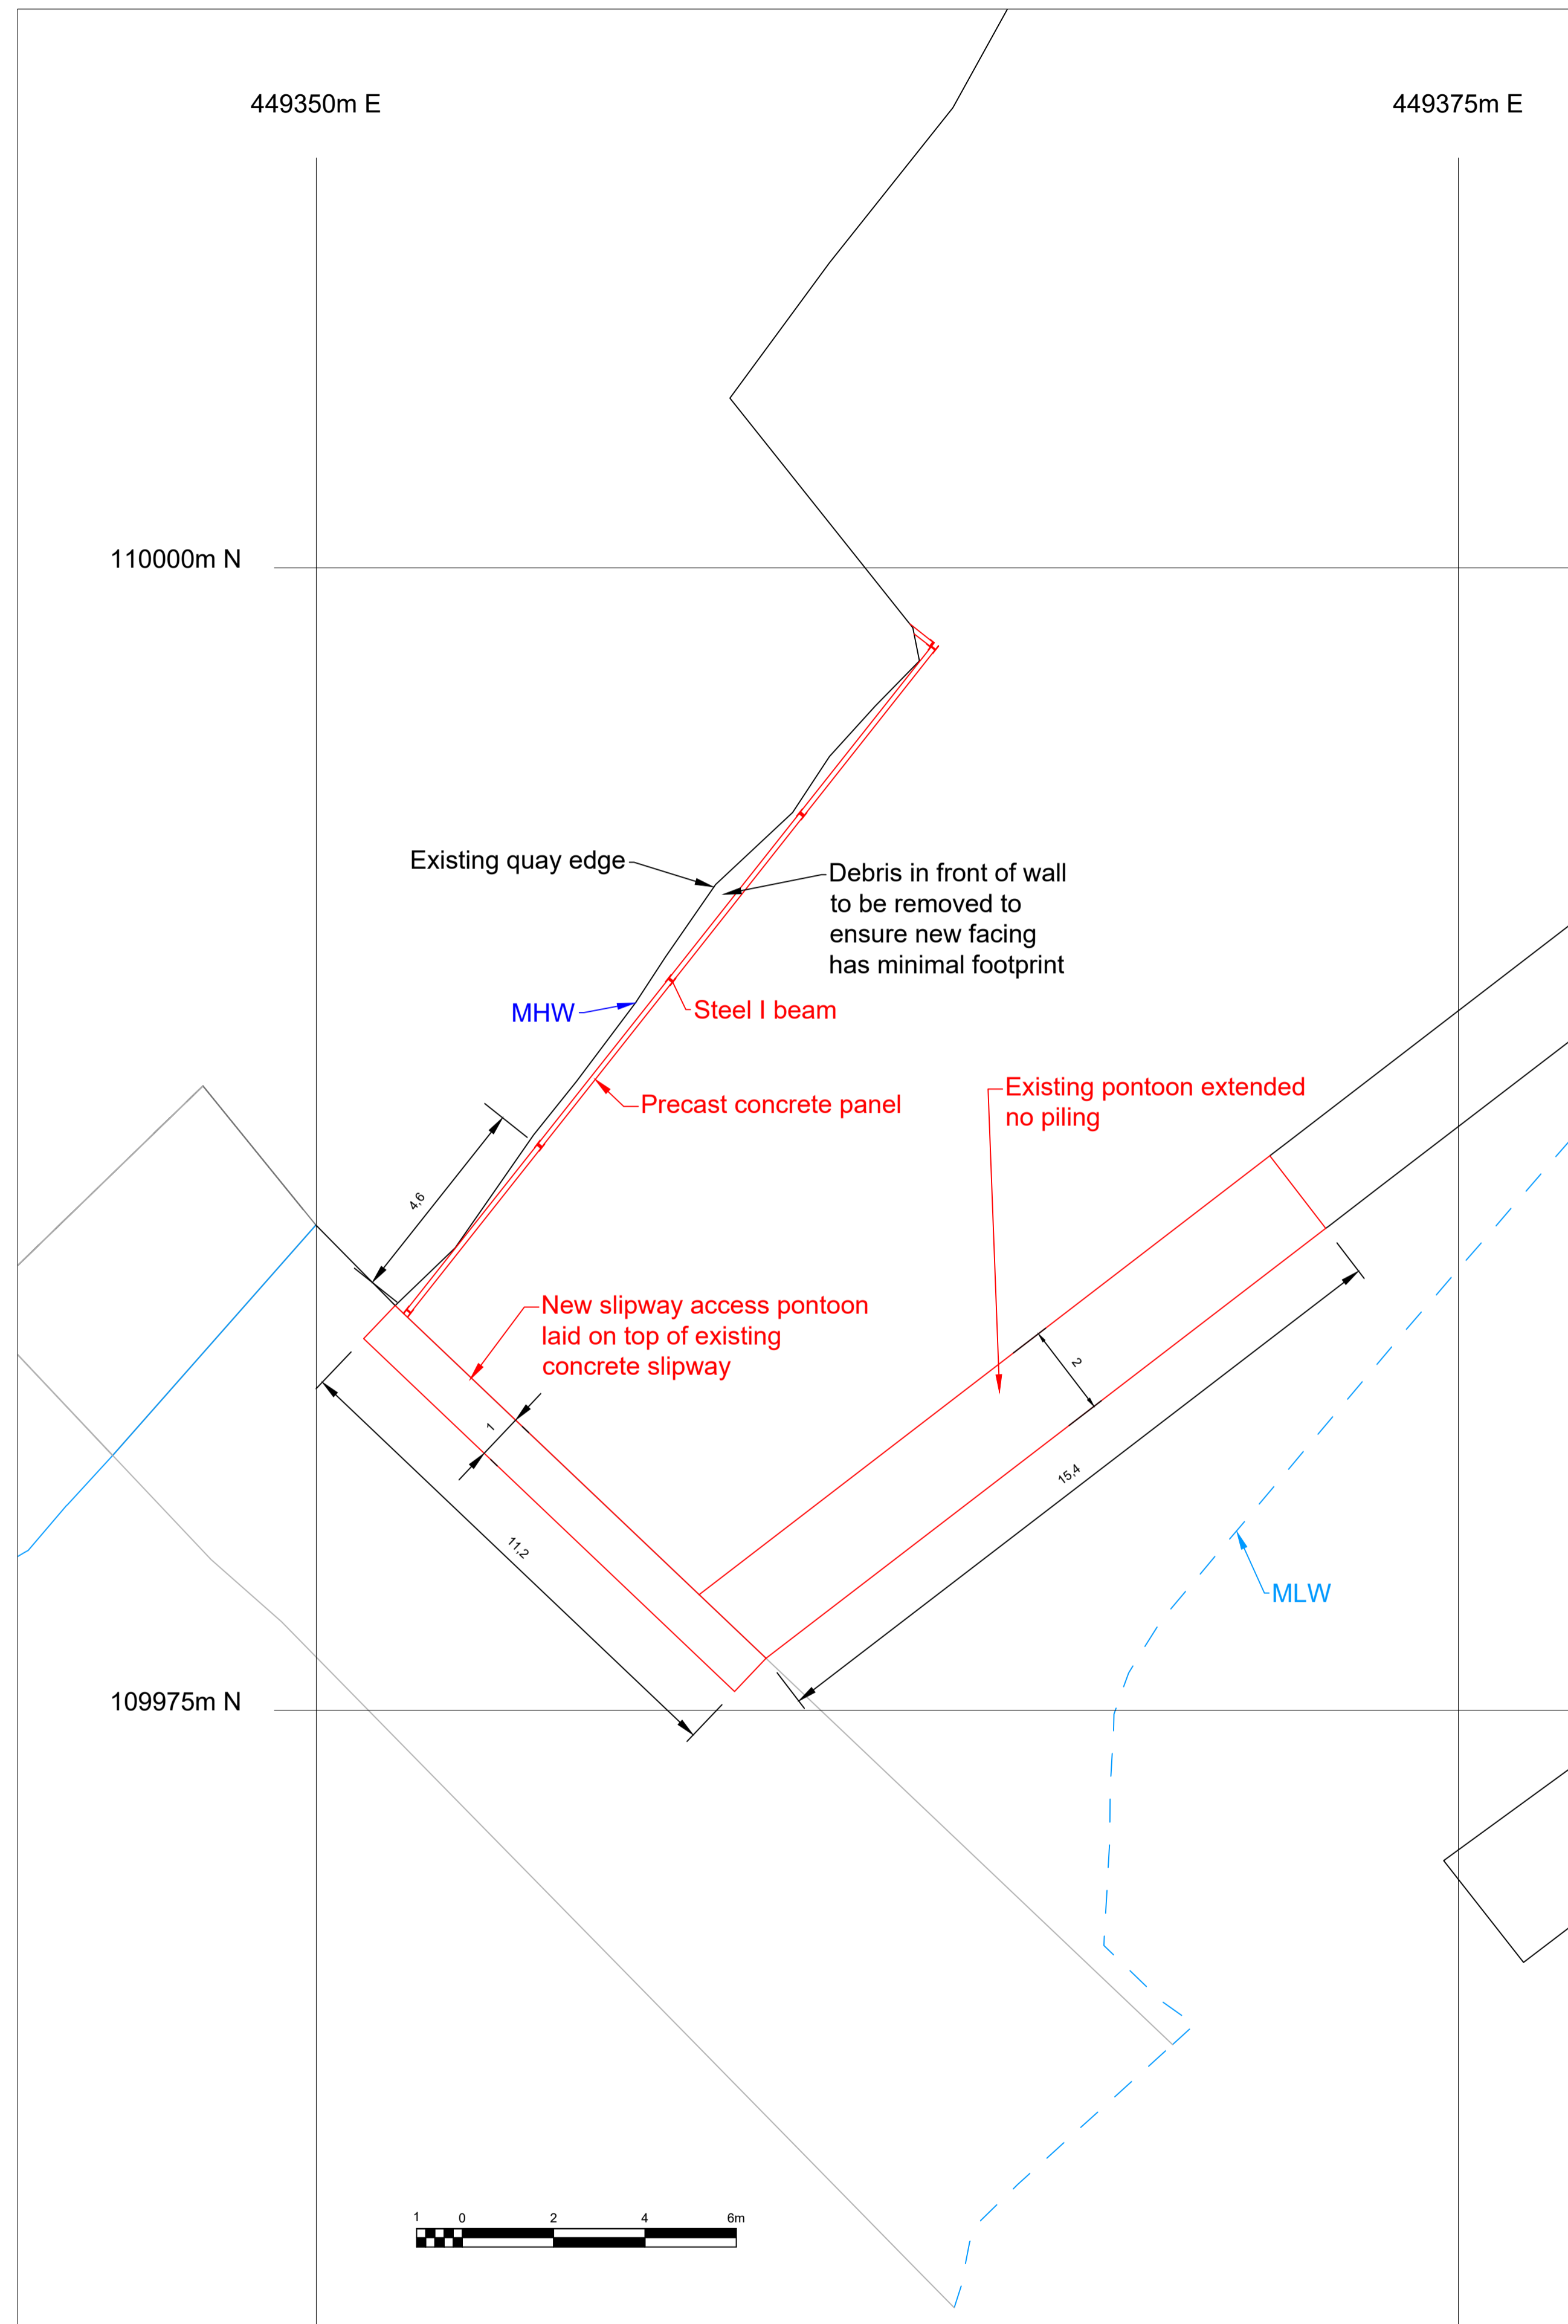 449350m E
449375m E
110000m N
Existing quay edge
Debris in front of wall
to be removed to
ensure new facing
has minimal footprint
MHW
Steel I beam
Precast concrete panel
Existing pontoon extended
no piling
4,6
New slipway access pontoon
laid on top of existing
concrete slipway
2
1
15,4
11,2
MLW
109975m N
1 0 2 4 6m